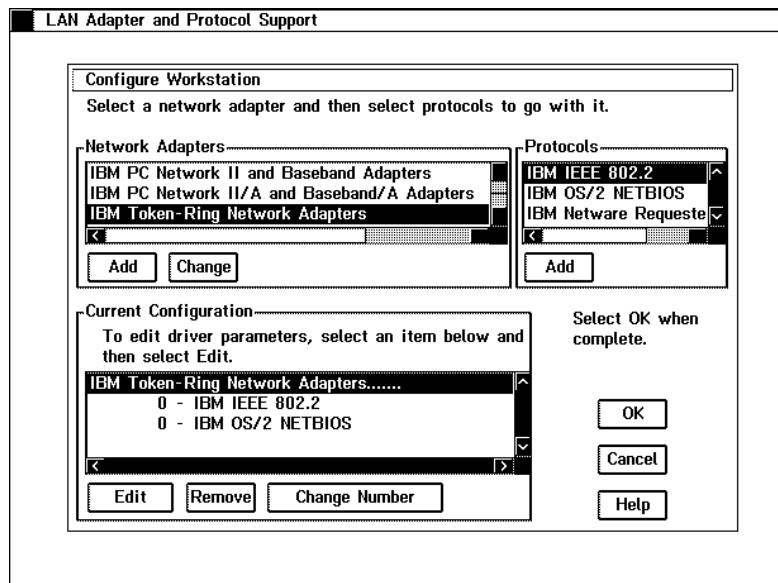 LAN Adapter and Protocol Support
Configure Workstation
Select a network adapter and then select protocols to go with it.
Network Adapters
IBM PC Network II and Baseband Adapters
IBM PC Network II/A and Baseband/A Adapters
IBM Token-Ring Network Adapters
Add
Change
Protocols
IBM IEEE 802.2
IBM OS/2 NETBIOS
IBM Netware Requeste
Add
Current Configuration
To edit driver parameters, select an item below and
then select Edit.
IBM Token-Ring Network Adapters.......
0 - IBM IEEE 802.2
0 - IBM OS/2 NETBIOS
Edit
Remove
Change Number
Select OK when
complete.
OK
Cancel
Help